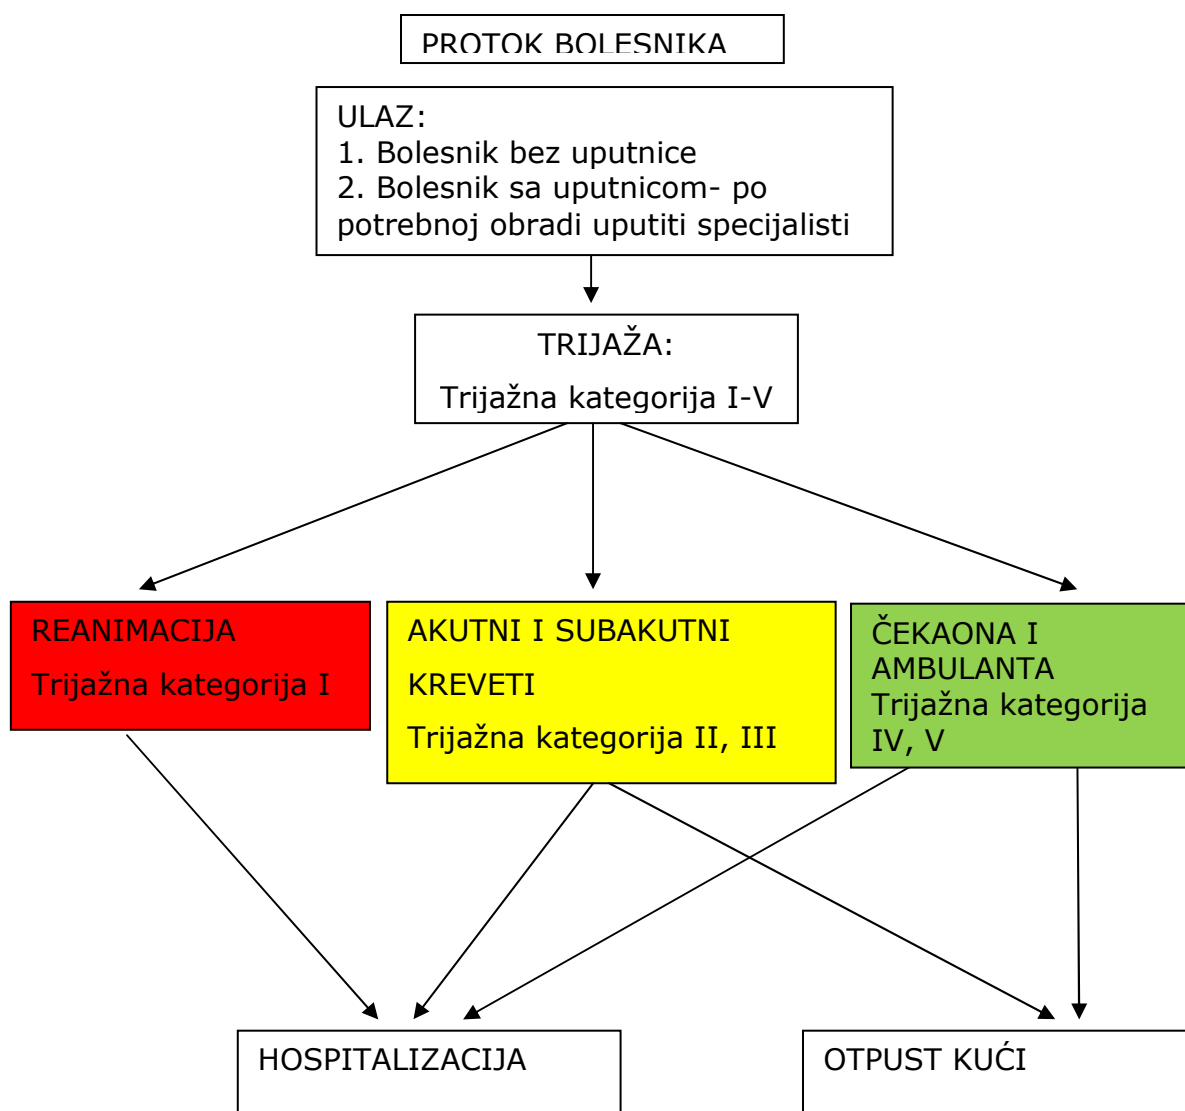 PROTOK BOLESNIKA
ULAZ:
1. Bolesnik bez uputnice
2. Bolesnik sa uputnicom- po
potrebnoj obradi uputiti specijalisti
TRIJAŽA:
Trijažna kategorija I-V
REANIMACIJA
Trijažna kategorija I
AKUTNI I SUBAKUTNI
KREVETI
Trijažna kategorija II, III
ČEKAONA I
AMBULANTA
Trijažna kategorija
IV, V
HOSPITALIZACIJA
OTPUST KUĆI